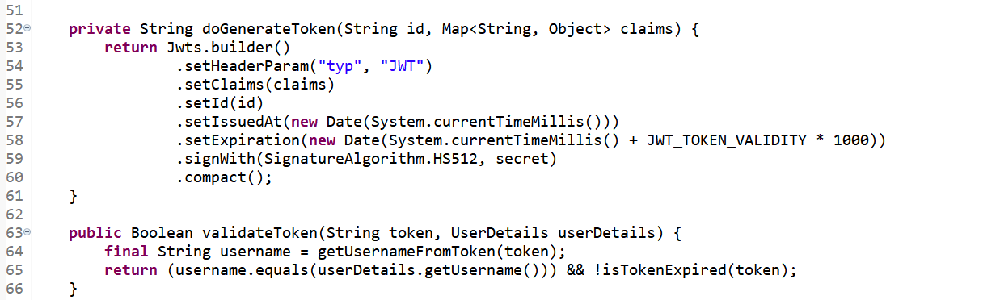 51
52    private String doGenerateToken(String id, Map<String, Object> claims) {
53        return Jwts.builder()
54                .setHeaderParam("typ", "JWT")
55                .setClaims(claims)
56                .setId(id)
57                .setIssuedAt(new Date(System.currentTimeMillis()))
58                .setExpiration(new Date(System.currentTimeMillis() + JWT_TOKEN_VALIDITY * 1000))
59                .signWith(SignatureAlgorithm.HS512, secret)
60                .compact();
61    }
62
63    public Boolean validateToken(String token, UserDetails userDetails) {
64        final String username = getUsernameFromToken(token);
65        return (username.equals(userDetails.getUsername())) && !isTokenExpired(token);
66    }